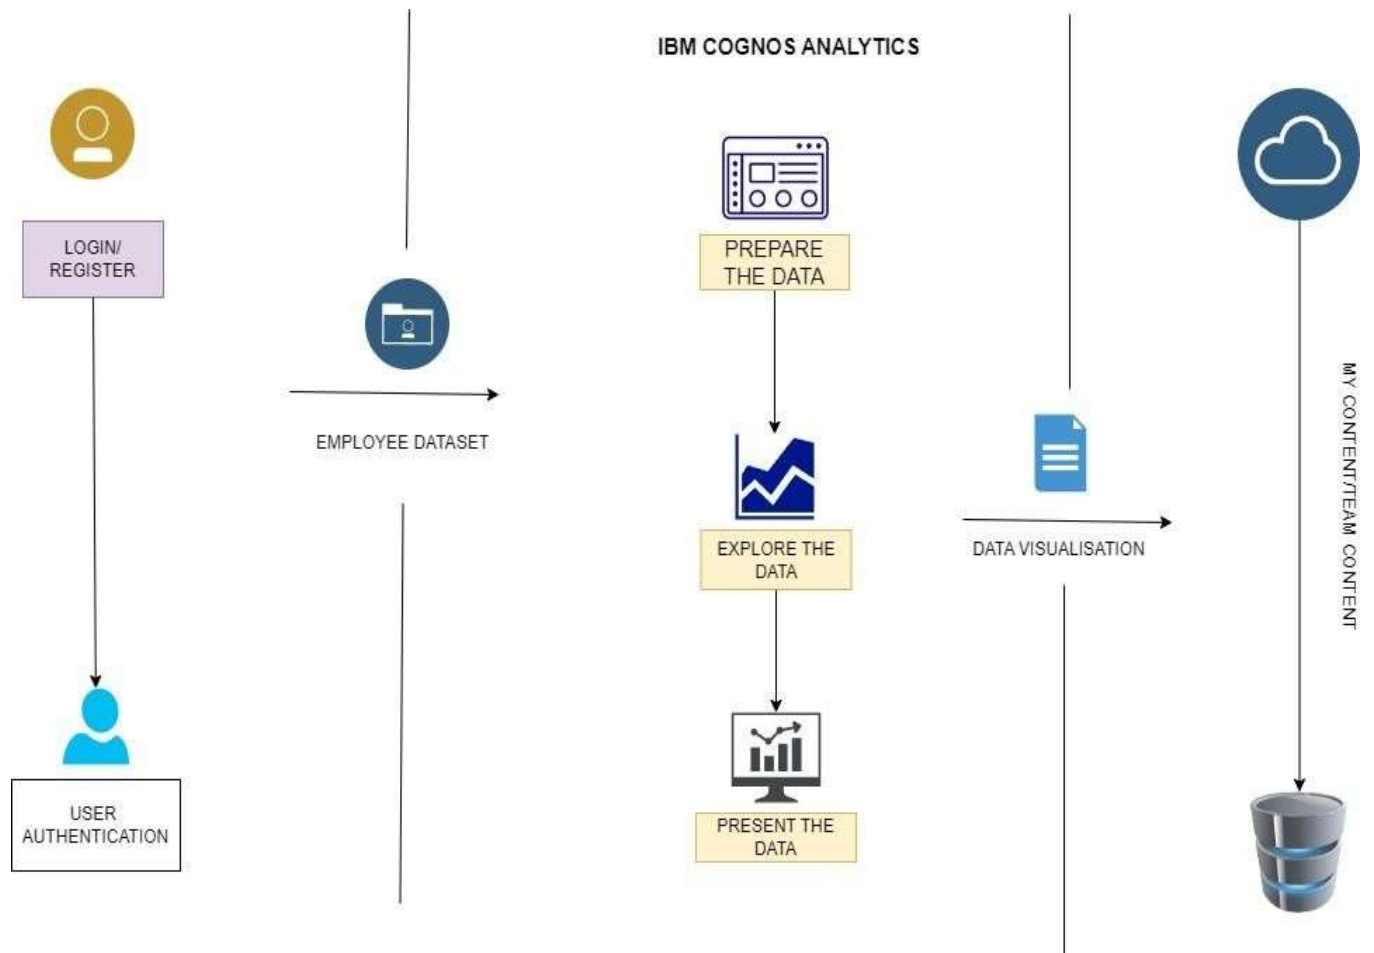 IBM COGNOS ANALYTICS
LOGIN/
REGISTER
USER
AUTHENTICATION
EMPLOYEE DATASET
PREPARE
THE DATA
EXPLORE THE
DATA
PRESENT THE
DATA
DATA VISUALISATION
MY CONTENT/TEAM CONTENT